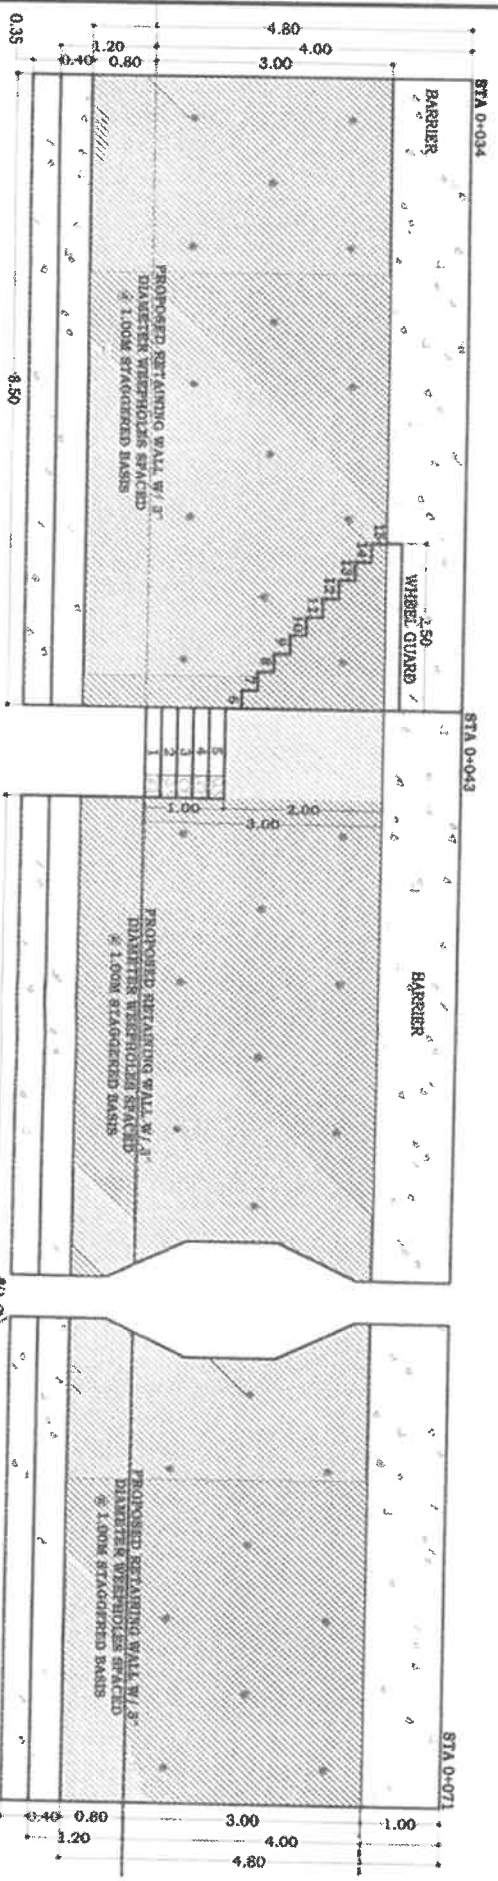 STA 0+034
4.80
4.00
1.20
3.00
0.40
0.80
0.35
BARRIER
PROPOSED RETAINING WALL W/ 3"
DIAMETER WEEPHOLES SPACED
@ 1.00M STAGGERED BASIS
8.50
15
14
13
12
11
10
9
8
7
6
5
4
3
2
1
WHEEL GUARD
STA 0+043
1.00
2.00
3.00
BARRIER
PROPOSED RETAINING WALL W/ 3"
DIAMETER WEEPHOLES SPACED
@ 1.00M STAGGERED BASIS
PROPOSED RETAINING WALL W/ 3"
DIAMETER WEEPHOLES SPACED
@ 1.00M STAGGERED BASIS
STA 0+071
0.40
0.80
3.00
1.00
1.20
4.00
4.80